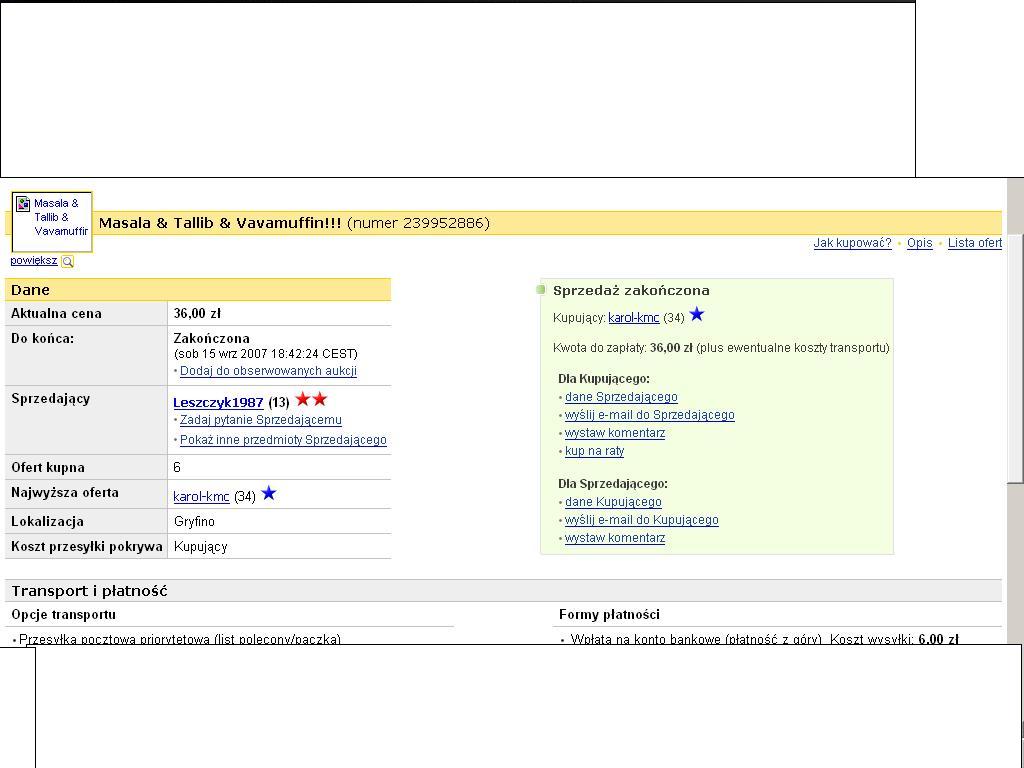 Masala &
Tallib &
Vavamuffir
Masala & Tallib & Vavamuffin!!! (numer 239952886)
powiększ
Jak kupować? • Opis • Lista ofert
Dane
Aktualna cena 36,00 zł
Do końca: Zakończona
(sob 15 wrz 2007 18:42:24 CEST)
• Dodaj do obserwowanych aukcji
Sprzedający Leszczyk1987 (13)
• Zadaj pytanie Sprzedającemu
• Pokaż inne przedmioty Sprzedającego
Ofert kupna 6
Najwyższa oferta karol-kmc (34)
Lokalizacja Gryfino
Koszt przesyłki pokrywa Kupujący
Sprzedaż zakończona
Kupujący: karol-kmc (34)
Kwota do zapłaty: 36,00 zł (plus ewentualne koszty transportu)
Dla Kupującego:
• dane Sprzedającego
• wyślij e-mail do Sprzedającego
• wystaw komentarz
• kup na raty
Dla Sprzedającego:
• dane Kupującego
• wyślij e-mail do Kupującego
• wystaw komentarz
Transport i płatność
Opcje transportu
• Przesyłka pocztowa priorytetowa (list polecony/paczka)
Formy płatności
• Wpłata na konto bankowe (płatność z góry) Koszt wysyłki: 6,00 zł